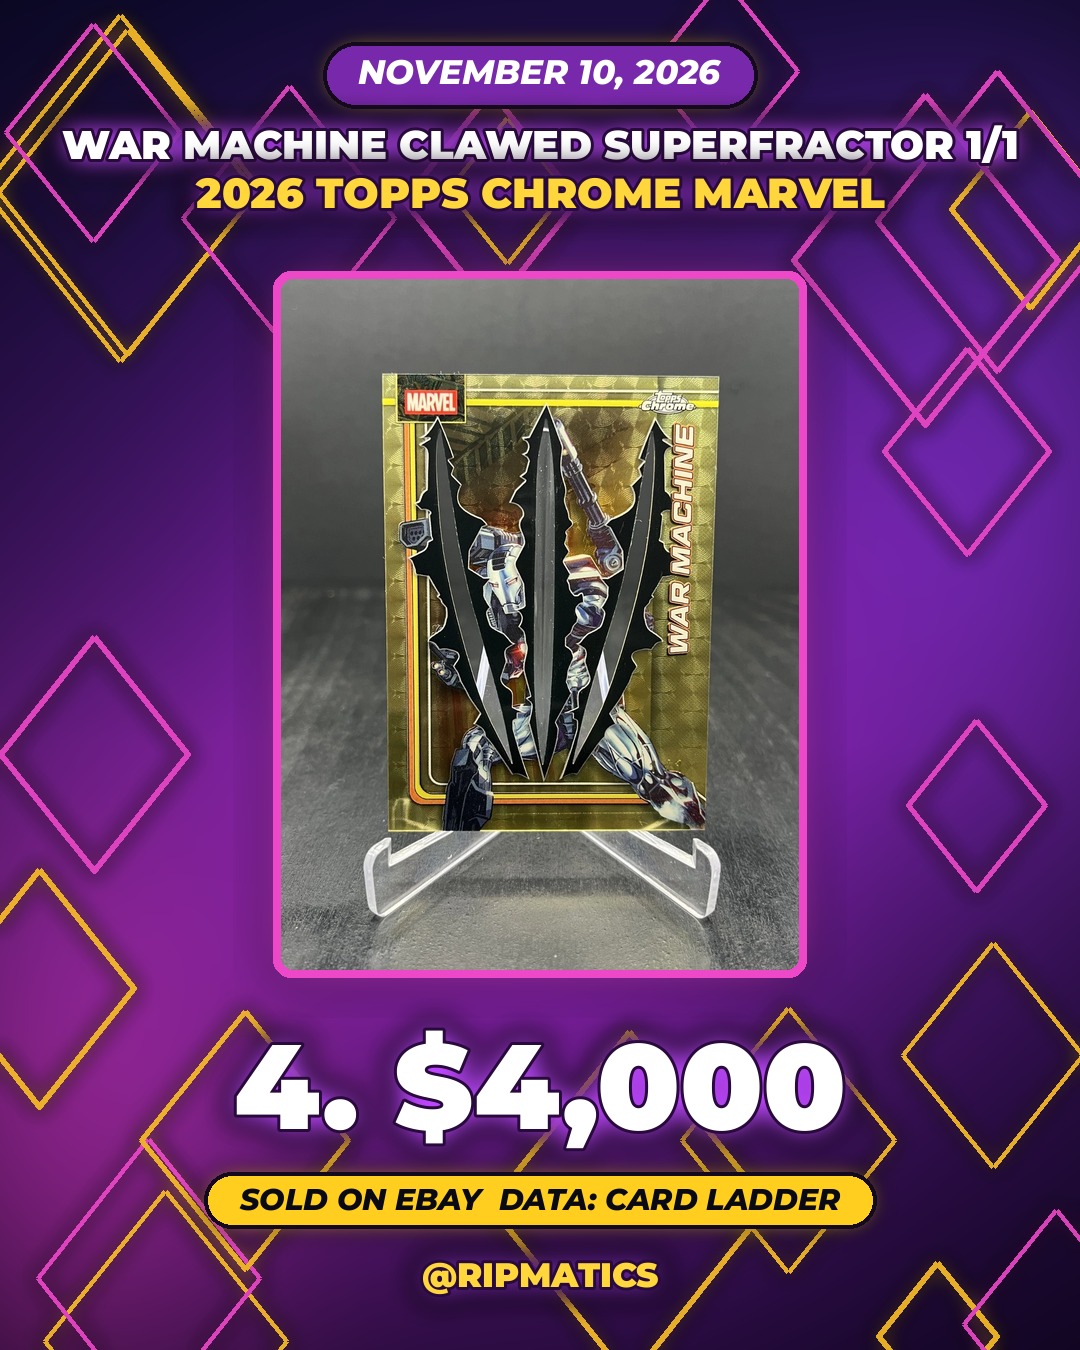 NOVEMBER 10, 2026
WAR MACHINE CLAWED SUPERFRACTOR 1/1
2026 TOPPS CHROME MARVEL
MARVEL
Topps
Chrome
WAR MACHINE
4. $4,000
SOLD ON EBAY DATA: CARD LADDER
@RIPMATICS